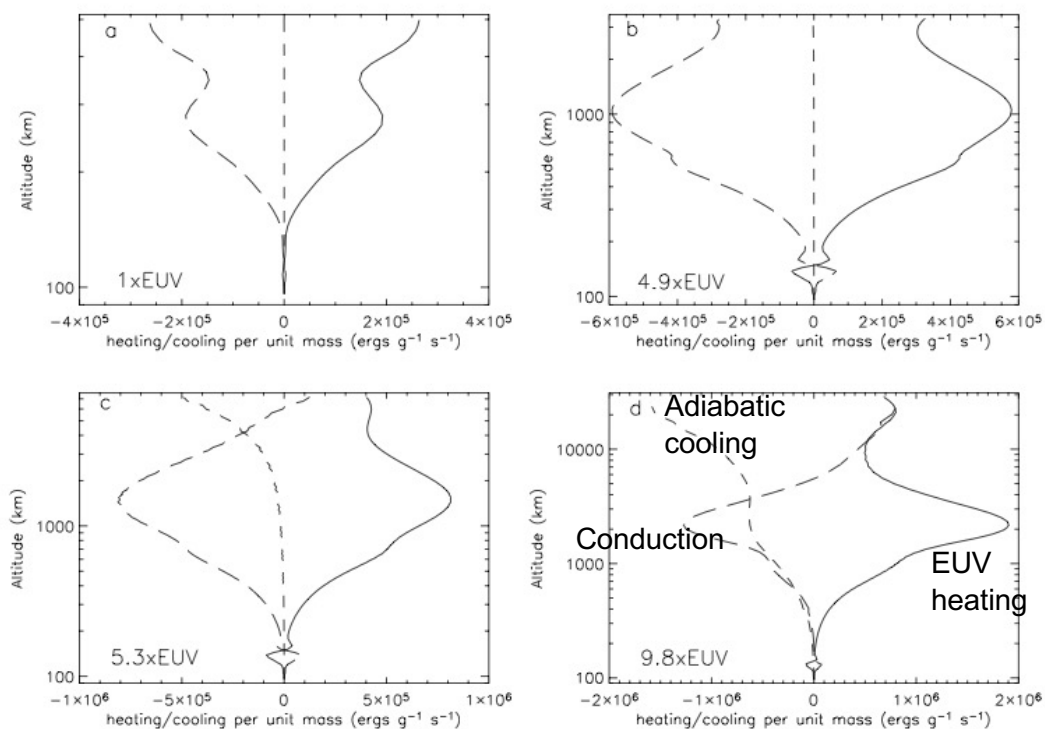 a
Altitude (km)
100
1xEUV
−4×10⁵ −2×10⁵ 0 2×10⁵ 4×10⁵
heating/cooling per unit mass (ergs g⁻¹ s⁻¹)
b
Altitude (km)
1000
100
4.9xEUV
−6×10⁵ −4×10⁵ −2×10⁵ 0 2×10⁵ 4×10⁵ 6×10⁵
heating/cooling per unit mass (ergs g⁻¹ s⁻¹)
c
Altitude (km)
1000
100
5.3xEUV
−1×10⁶ −5×10⁵ 0 5×10⁵ 1×10⁶
heating/cooling per unit mass (ergs g⁻¹ s⁻¹)
d
Adiabatic
cooling
Altitude (km)
10000
1000
100
Conduction
EUV
heating
9.8xEUV
−2×10⁶ −1×10⁶ 0 1×10⁶ 2×10⁶
heating/cooling per unit mass (ergs g⁻¹ s⁻¹)